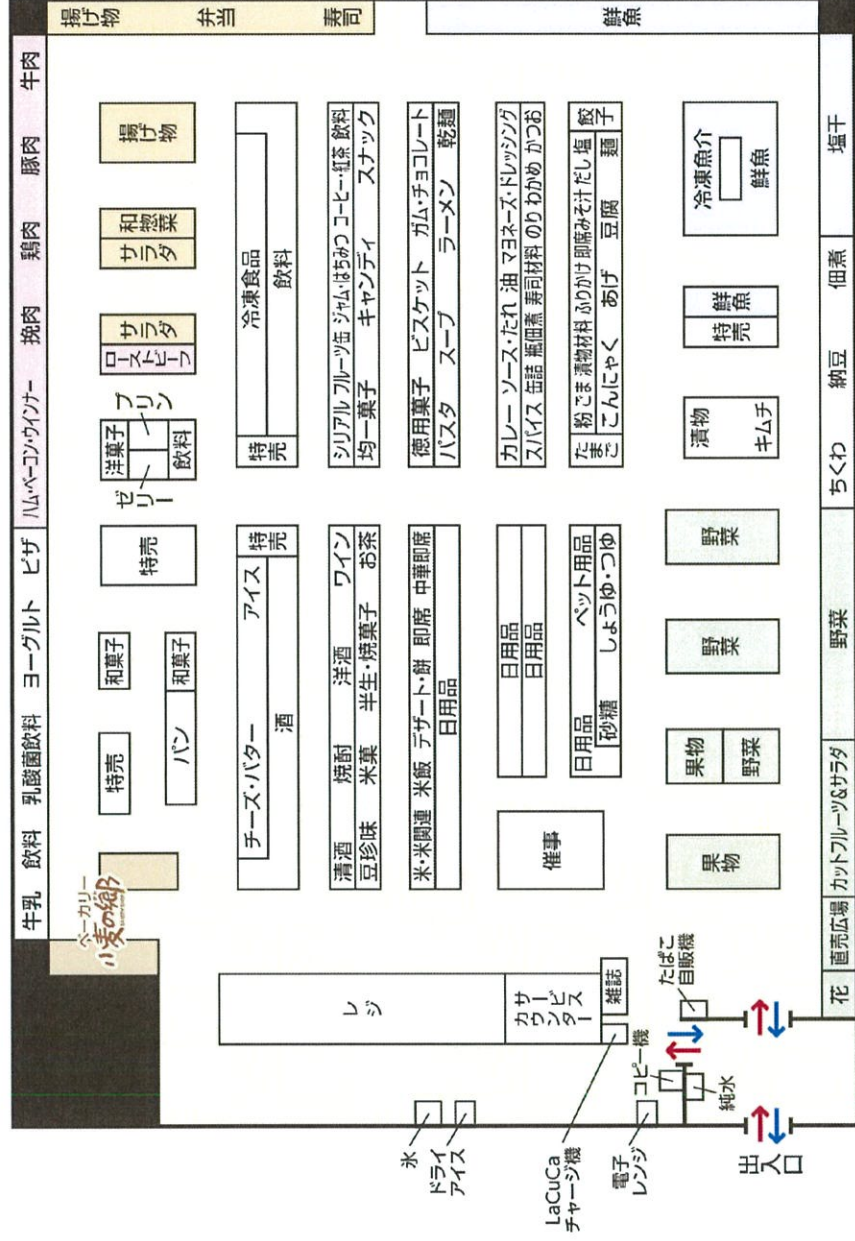 揚げ物 弁当 寿司
鮮魚
牛乳 飲料 乳酸菌飲料 ヨーグルト ピザ
ハム・ベーコン・ウインナー 挽肉 鶏肉 豚肉 牛肉
ベーカリー
小麦の郷
特売
パン
和菓子
和菓子
特売
洋菓子
ゼリー
プリン
飲料
ローストビーフ
サラダ
サラダ
和惣菜
揚げ物
チーズ・バター アイス
酒
特売
特売
冷凍食品
飲料
清酒 焼酎 洋酒 ワイン
豆珍味 米菓 半生・焼菓子 お茶
シリアル フルーツ缶 ジャム・はちみつ コーヒー・紅茶 飲料
均一菓子 キャンディ スナック
米・米関連 米飯 デザート・餅 即席 中華即席
日用品
徳用菓子 ビスケット ガム・チョコレート
パスタ スープ ラーメン 乾麺
催事
日用品
日用品
カレー ソース・たれ 油 マヨネーズ・ドレッシング
スパイス 缶詰 瓶佃煮 寿司材料 のり わかめ かつお
日用品 ペット用品
砂糖 しょうゆ・つゆ
たまご
粉 ごま 漬物材料 ふりかけ 即席みそ汁 だし 塩
こんにゃく あげ 豆腐 麺
餃子
果物
果物
野菜
野菜
野菜
漬物
キムチ
特売
鮮魚
冷凍魚介
鮮魚
花 直売広場 カットフルーツ&サラダ 野菜 ちくわ 納豆 佃煮 塩干
レジ
サービス
カウンター
雑誌
たばこ
自販機
コピー機
純水
氷
ドライ
アイス
LaCuCa
チャージ機
電子
レンジ
出入口